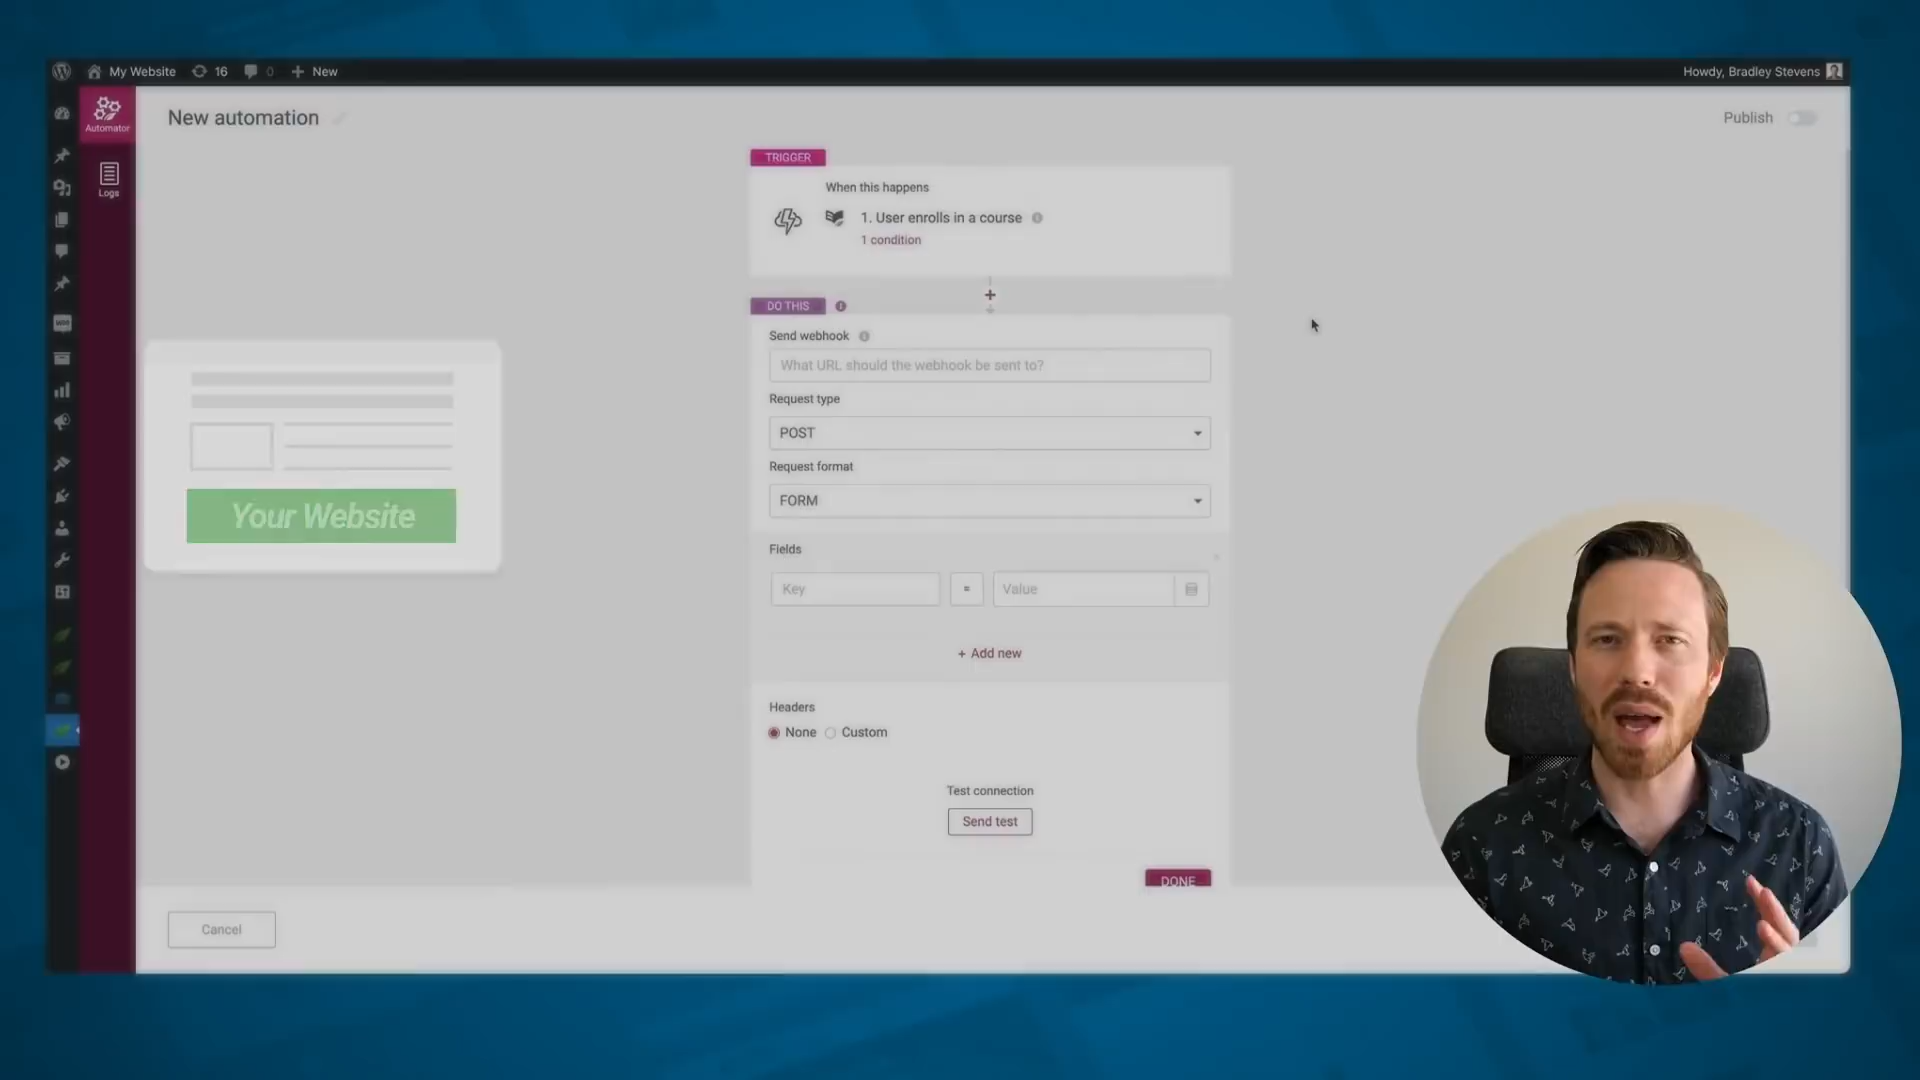 My Website 16 0 New
Howdy, Bradley Stevens
Automator
New automation
Publish
Logs
TRIGGER
When this happens
1. User enrolls in a course
1 condition
DO THIS
Send webhook
What URL should the webhook be sent to?
Request type
POST
Request format
FORM
Your Website
Fields
Key
=
Value
+ Add new
Headers
None
Custom
Test connection
Send test
DONE
Cancel